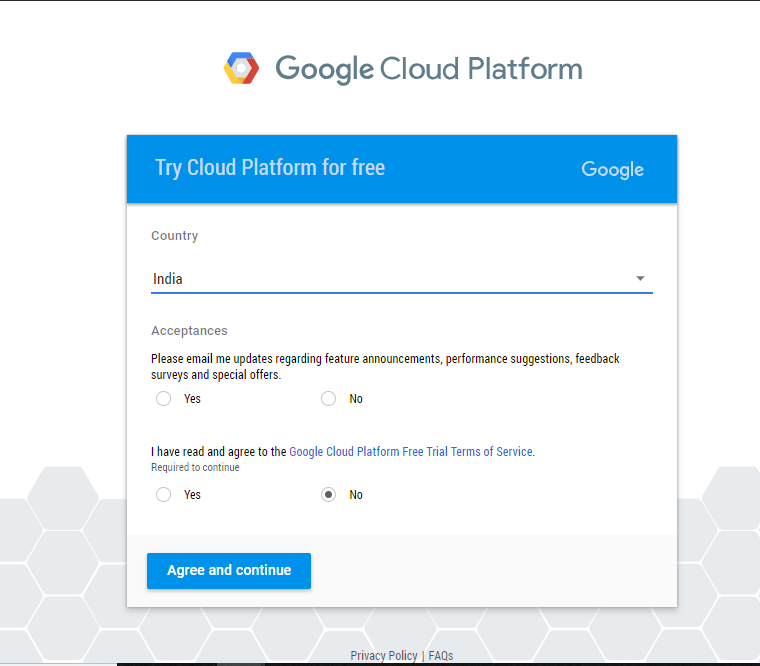 Google Cloud Platform
Try Cloud Platform for free
Google
Country
India
Acceptances
Please email me updates regarding feature announcements, performance suggestions, feedback
surveys and special offers.
Yes No
I have read and agree to the Google Cloud Platform Free Trial Terms of Service.
Required to continue
Yes No
Agree and continue
Privacy Policy | FAQs